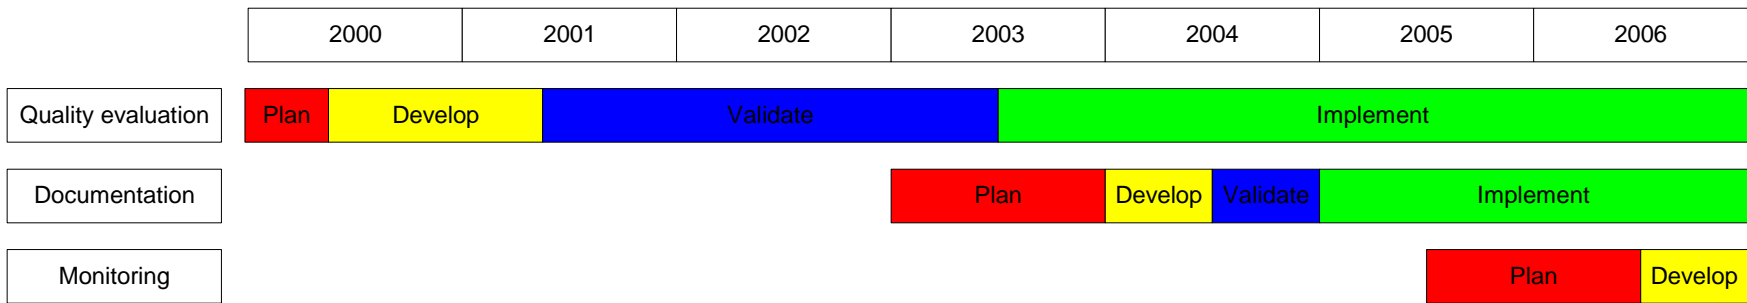 2000 2001 2002 2003 2004 2005 2006
Quality evaluation Plan Develop Validate Implement
Documentation Plan Develop Validate Implement
Monitoring Plan Develop